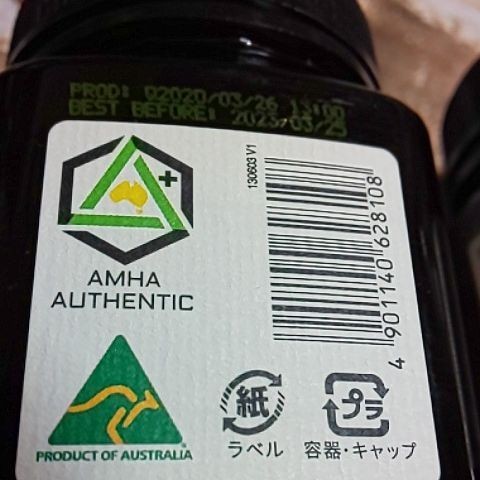 PROD: 02020/03/26 13:00
BEST BEFORE: 2023/03/25
AMHA
AUTHENTIC
130603 V1
4 901140 628108
PRODUCT OF AUSTRALIA
紙
ラベル
プラ
容器・キャップ